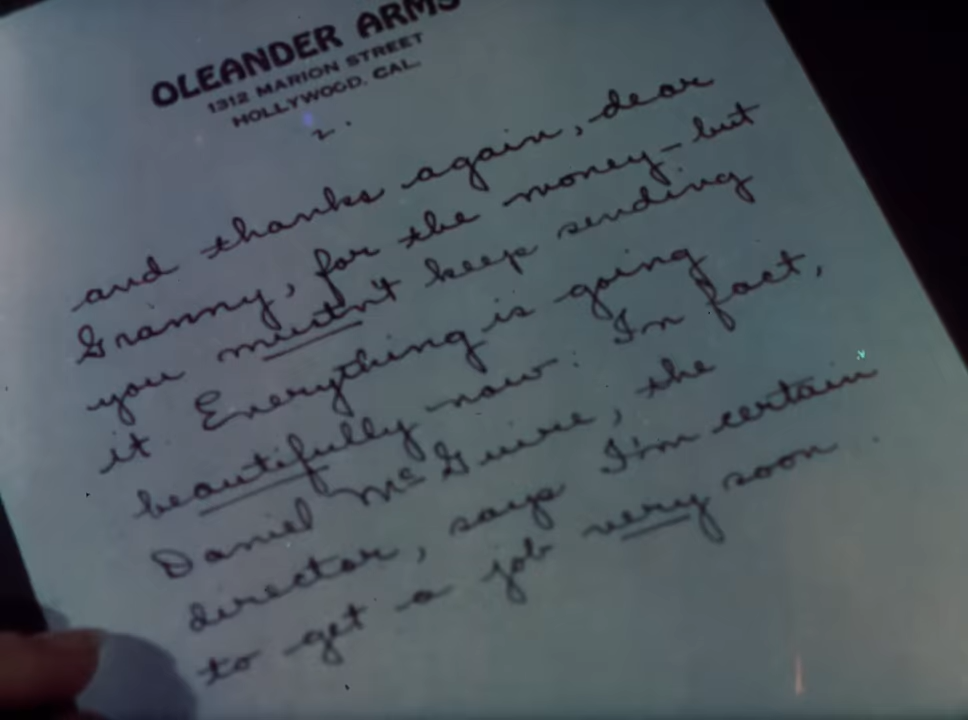 OLEANDER ARMS
1312 MARION STREET
HOLLYWOOD, CAL.
2.
and thanks again, dear
Granny, for the money – but
you mustn't keep sending
it Everything is going
beautifully now. In fact,
Daniel McGuire, the
director, says I'm certain
to get a job very soon.